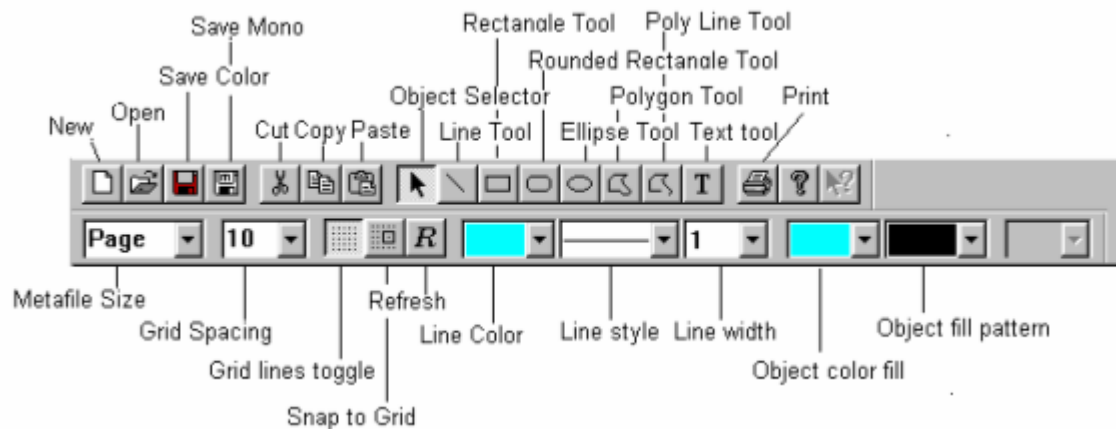 Save Mono
Rectangle Tool
Poly Line Tool
Save Color
Rounded Rectangle Tool
Open
Object Selector
Polygon Tool
Print
New
Cut Copy Paste
Line Tool
Ellipse Tool
Text tool
T
?
?
Page
10
R
1
Metafile Size
Refresh
Grid Spacing
Line Color
Line style
Line width
Object fill pattern
Grid lines toggle
Object color fill
Snap to Grid